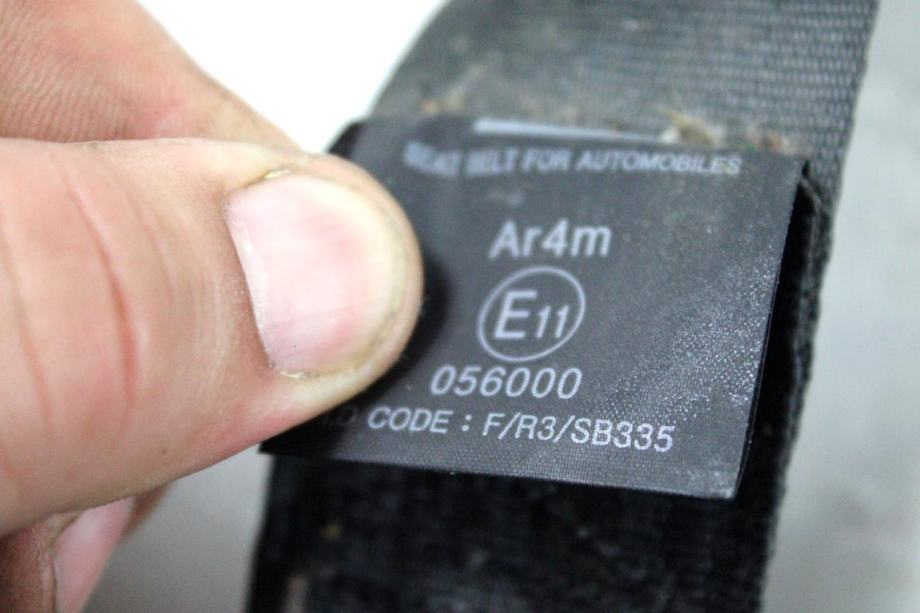 SEAT BELT FOR AUTOMOBILES
Ar4m
E11
056000
I.D CODE : F/R3/SB335